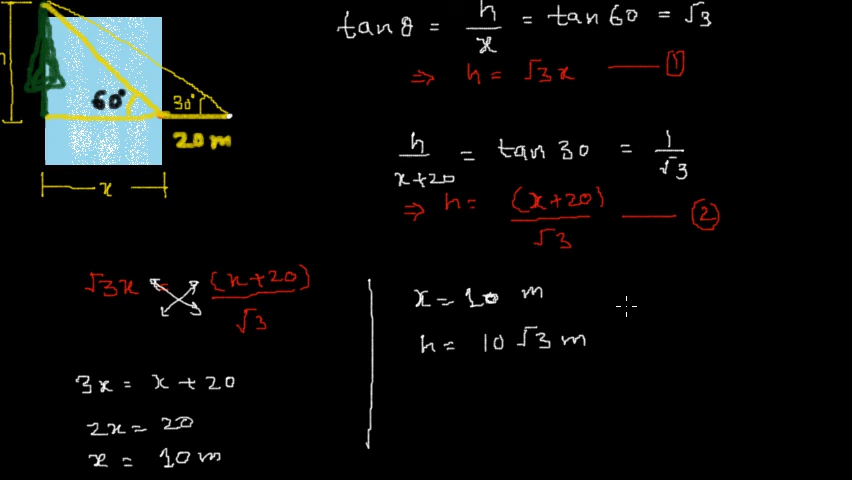 h
60°
30°
20 m
x
tan θ = h/x = tan 60 = √3
⇒ h = √3x —— 1
h/(x+20) = tan 30 = 1/√3
⇒ h = (x+20)/√3 —— 2
√3x = (x+20)/√3
3x = x + 20
2x = 20
x = 10 m
x = 10 m
h = 10 √3 m